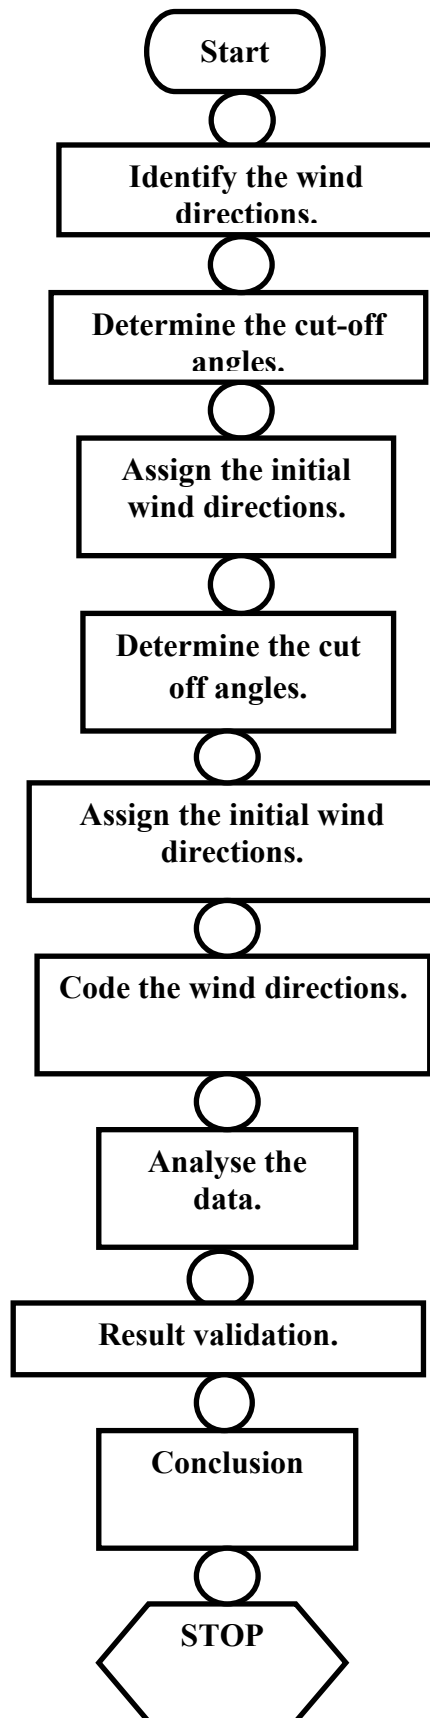 Start
Identify the wind
directions.
Determine the cut-off
angles.
Assign the initial
wind directions.
Determine the cut
off angles.
Assign the initial wind
directions.
Code the wind directions.
Analyse the
data.
Result validation.
Conclusion
STOP